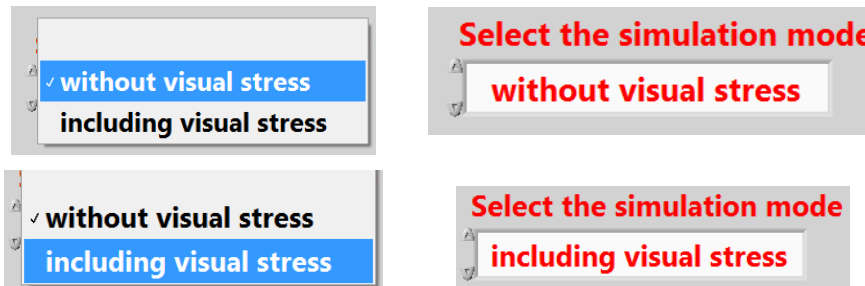 ✓ without visual stress
including visual stress
Select the simulation mode
without visual stress
✓ without visual stress
including visual stress
Select the simulation mode
including visual stress